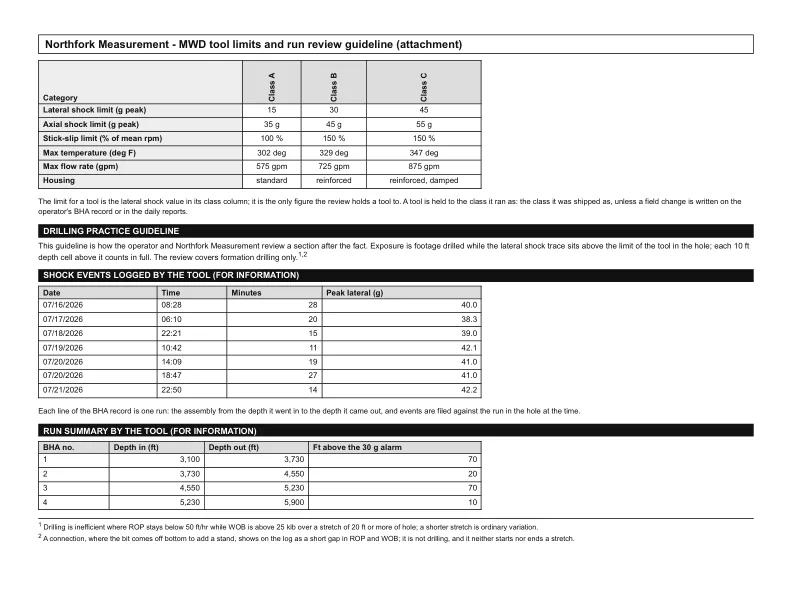 Northfork Measurement - MWD tool limits and run review guideline (attachment)
Category Class A Class B Class C
Lateral shock limit (g peak) 15 30 45
Axial shock limit (g peak) 35 g 45 g 55 g
Stick-slip limit (% of mean rpm) 100 % 150 % 150 %
Max temperature (deg F) 302 deg 329 deg 347 deg
Max flow rate (gpm) 575 gpm 725 gpm 875 gpm
Housing standard reinforced reinforced, damped
The limit for a tool is the lateral shock value in its class column; it is the only figure the review holds a tool to. A tool is held to the class it ran as: the class it was shipped as, unless a field change is written on the
operator's BHA record or in the daily reports.
DRILLING PRACTICE GUIDELINE
This guideline is how the operator and Northfork Measurement review a section after the fact. Exposure is footage drilled while the lateral shock trace sits above the limit of the tool in the hole; each 10 ft
depth cell above it counts in full. The review covers formation drilling only.1,2
SHOCK EVENTS LOGGED BY THE TOOL (FOR INFORMATION)
Date Time Minutes Peak lateral (g)
07/16/2026 08:28 28 40.0
07/17/2026 06:10 20 38.3
07/18/2026 22:21 15 39.0
07/19/2026 10:42 11 42.1
07/20/2026 14:09 19 41.0
07/20/2026 18:47 27 41.0
07/21/2026 22:50 14 42.2
Each line of the BHA record is one run: the assembly from the depth it went in to the depth it came out, and events are filed against the run in the hole at the time.
RUN SUMMARY BY THE TOOL (FOR INFORMATION)
BHA no. Depth in (ft) Depth out (ft) Ft above the 30 g alarm
1 3,100 3,730 70
2 3,730 4,550 20
3 4,550 5,230 70
4 5,230 5,900 10
1 Drilling is inefficient where ROP stays below 50 ft/hr while WOB is above 25 klb over a stretch of 20 ft or more of hole; a shorter stretch is ordinary variation.
2 A connection, where the bit comes off bottom to add a stand, shows on the log as a short gap in ROP and WOB; it is not drilling, and it neither starts nor ends a stretch.